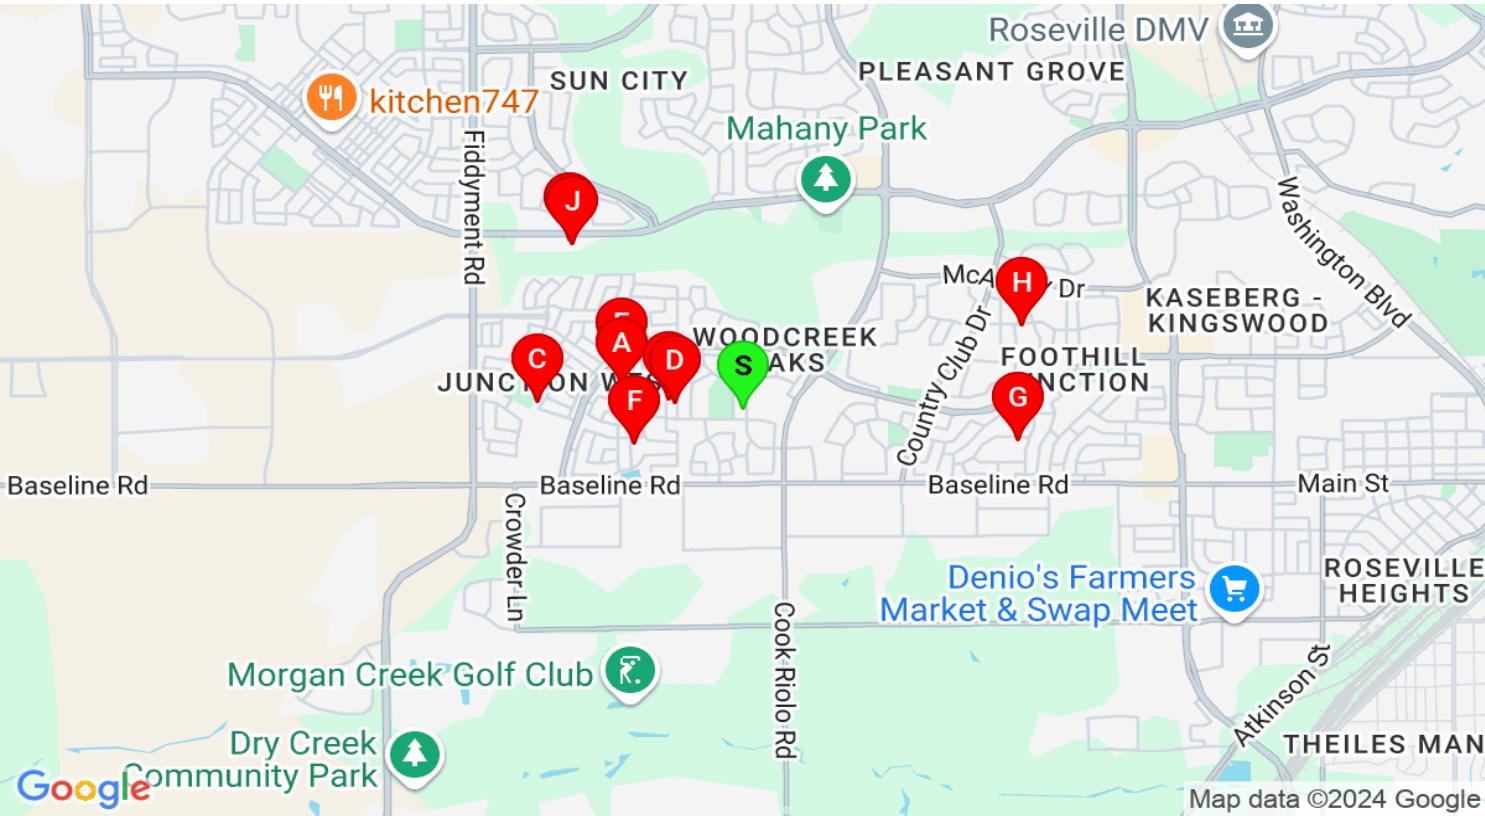 Roseville DMV
PLEASANT GROVE
SUN CITY
kitchen747
Mahany Park
Fiddyment Rd
Washington Blvd
J
H
Dr
KASEBERG -
KINGSWOOD
A
C
D
WOODCREEK
S
Country Club Dr
FOOTHILL
F
G
Baseline Rd
Baseline Rd
Baseline Rd
Main St
Crowder Ln
Denio's Farmers
Market & Swap Meet
ROSEVILLE
HEIGHTS
Cook Riolo Rd
Morgan Creek Golf Club
Atkinson St
Dry Creek
Community Park
THEILES MAN
Google
Map data ©2024 Google